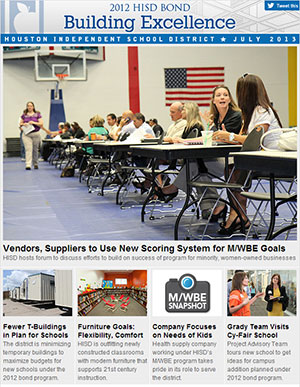 2012 HISD BOND
Tweet this
Building Excellence
HOUSTON INDEPENDENT SCHOOL DISTRICT ★ JULY 2013
Vendors, Suppliers to Use New Scoring System for M/WBE Goals
HISD hosts forum to discuss efforts to build on success of program for minority, women-owned businesses
Fewer T-Buildings
in Plan for Schools
The district is minimizing
temporary buildings to
maximize budgets for
new schools under the
2012 bond program.
Furniture Goals:
Flexibility, Comfort
HISD is outfitting newly
constructed classrooms
with modern furniture that
supports 21st century
instruction.
M/WBE
SNAPSHOT
Company Focuses
on Needs of Kids
Health supply company
working under HISD's
M/WBE program takes
pride in its role to serve
the district.
Grady Team Visits
Cy-Fair School
Project Advisory Team
tours new school to get
ideas for campus
addition planned under
2012 bond program.